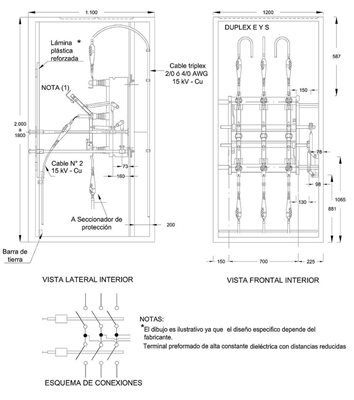 1.100
1200
DUPLEX E Y S
Lámina
plástica
reforzada
Cable triplex
2/0 ó 4/0 AWG
15 kV - Cu
587
150
NOTA (1)
2.000
a
1800
73
160
78
98
Cable N° 2
15 kV - Cu
130
A Seccionador de
protección
200
881
1065
Barra de
tierra
150
700
225
VISTA LATERAL INTERIOR
VISTA FRONTAL INTERIOR
NOTAS:
*El dibujo es ilustrativo ya que el diseño especifico depende del
fabricante.
Terminal preformado de alta constante dieléctrica con distancias reducidas
ESQUEMA DE CONEXIONES